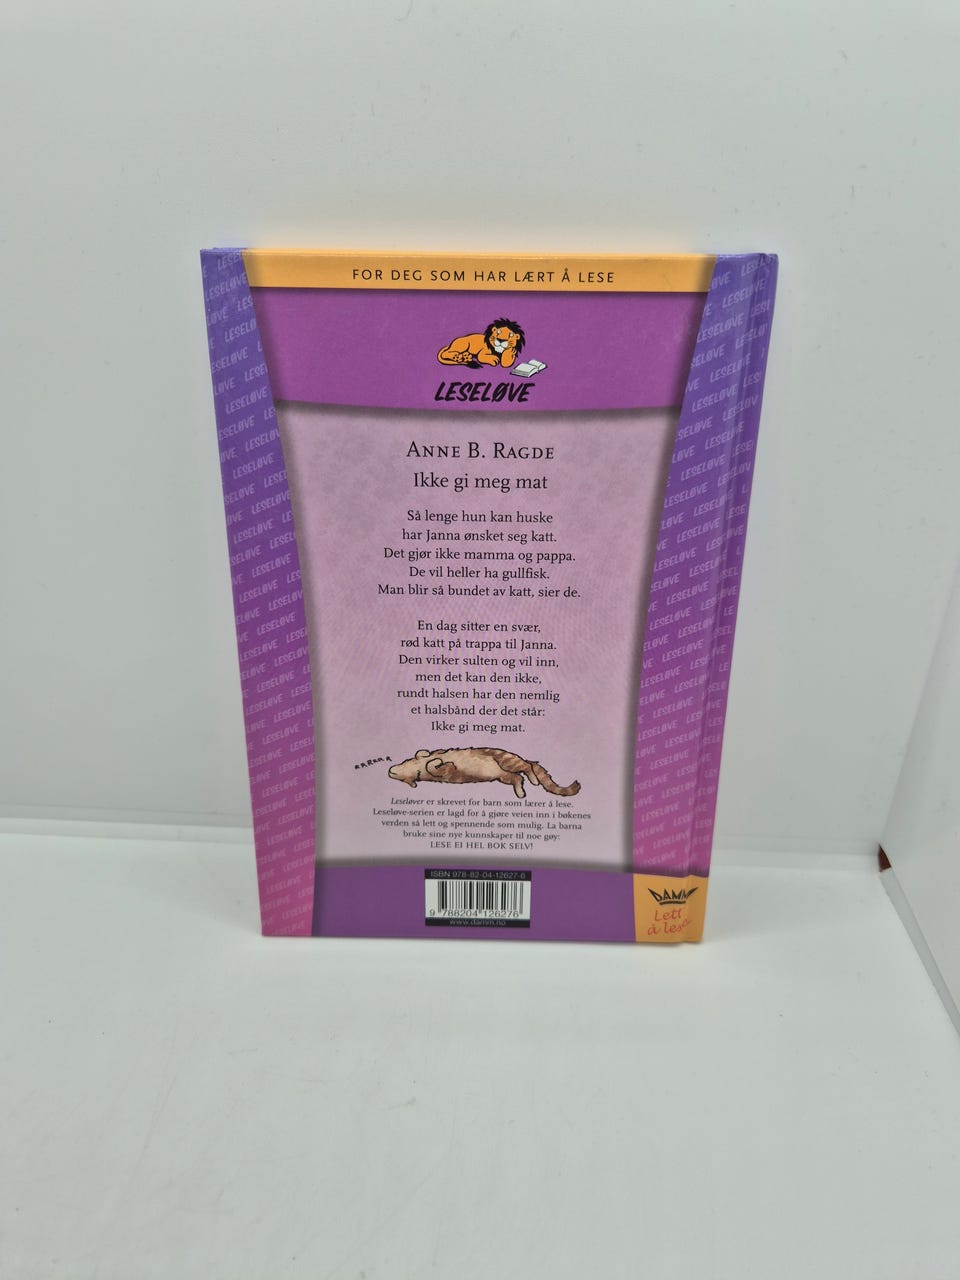 FOR DEG SOM HAR LÆRT Å LESE
LESELØVE
ANNE B. RAGDE
Ikke gi meg mat
Så lenge hun kan huske
har Janna ønsket seg katt.
Det gjør ikke mamma og pappa.
De vil heller ha gullfisk.
Man blir så bundet av katt, sier de.
En dag sitter en svær,
rød katt på trappa til Janna.
Den virker sulten og vil inn,
men det kan den ikke,
rundt halsen har den nemlig
et halsbånd der det står:
Ikke gi meg mat.
Leseløver er skrevet for barn som lærer å lese.
Leseløve-serien er lagd for å gjøre veien inn i bøkenes
verden så lett og spennende som mulig. La barna
bruke sine nye kunnskaper til noe gøy:
LESE EI HEL BOK SELV!
ISBN 978-82-04-12627-6
9 788204 126276
www.damm.no
DAMM
Lett
å lese